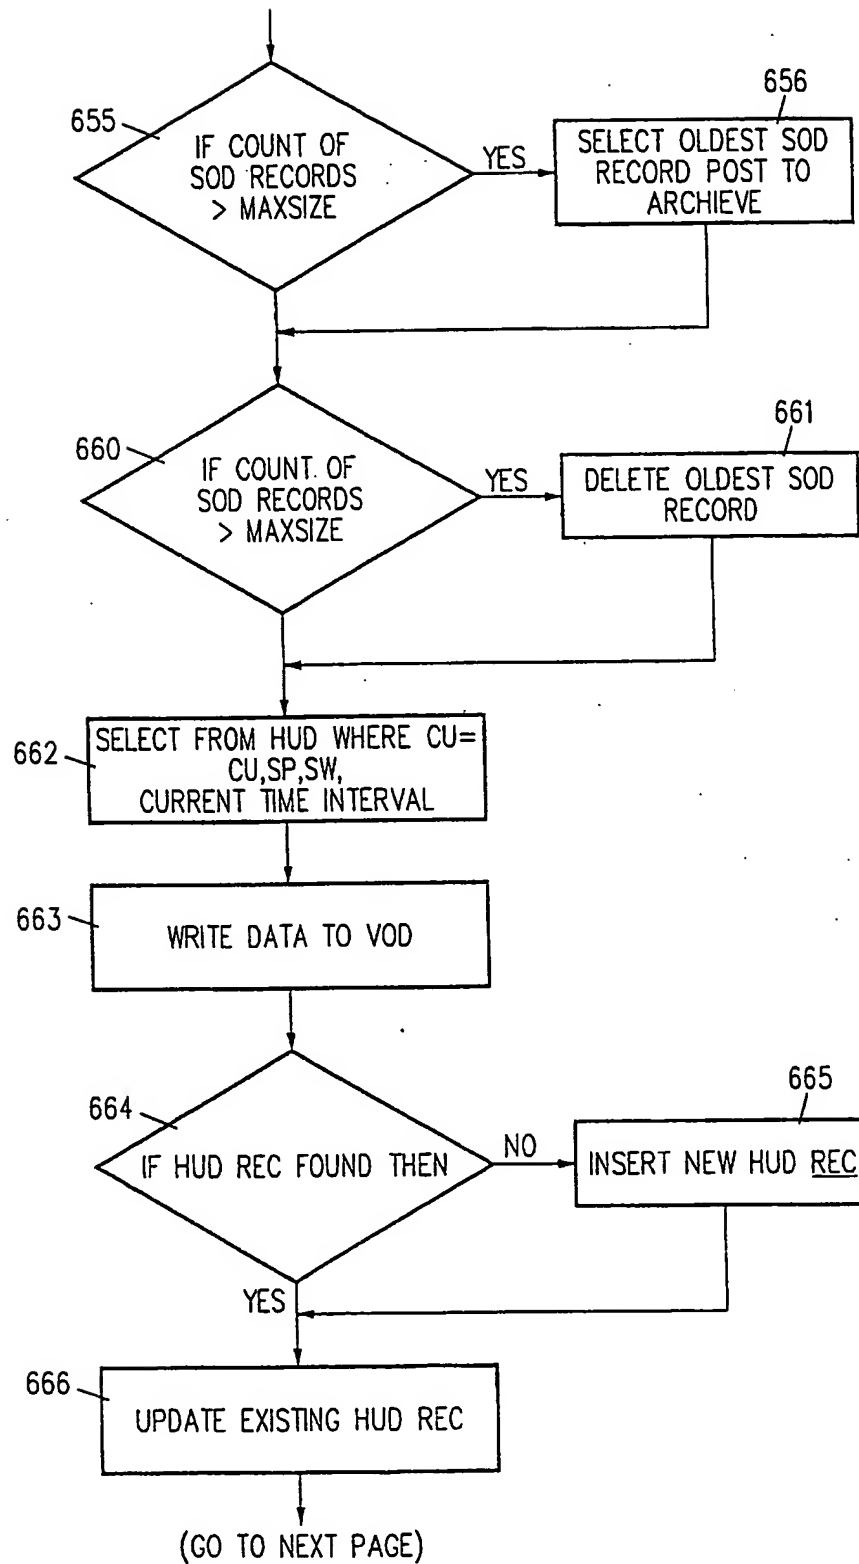 655
IF COUNT OF
SOD RECORDS
> MAXSIZE
YES
656
SELECT OLDEST SOD
RECORD POST TO
ARCHIEVE
660
IF COUNT OF
SOD RECORDS
> MAXSIZE
YES
661
DELETE OLDEST SOD
RECORD
662
SELECT FROM HUD WHERE CU=
CU,SP,SW,
CURRENT TIME INTERVAL
663
WRITE DATA TO VOD
664
IF HUD REC FOUND THEN
NO
665
INSERT NEW HUD REC
YES
666
UPDATE EXISTING HUD REC
(GO TO NEXT PAGE)